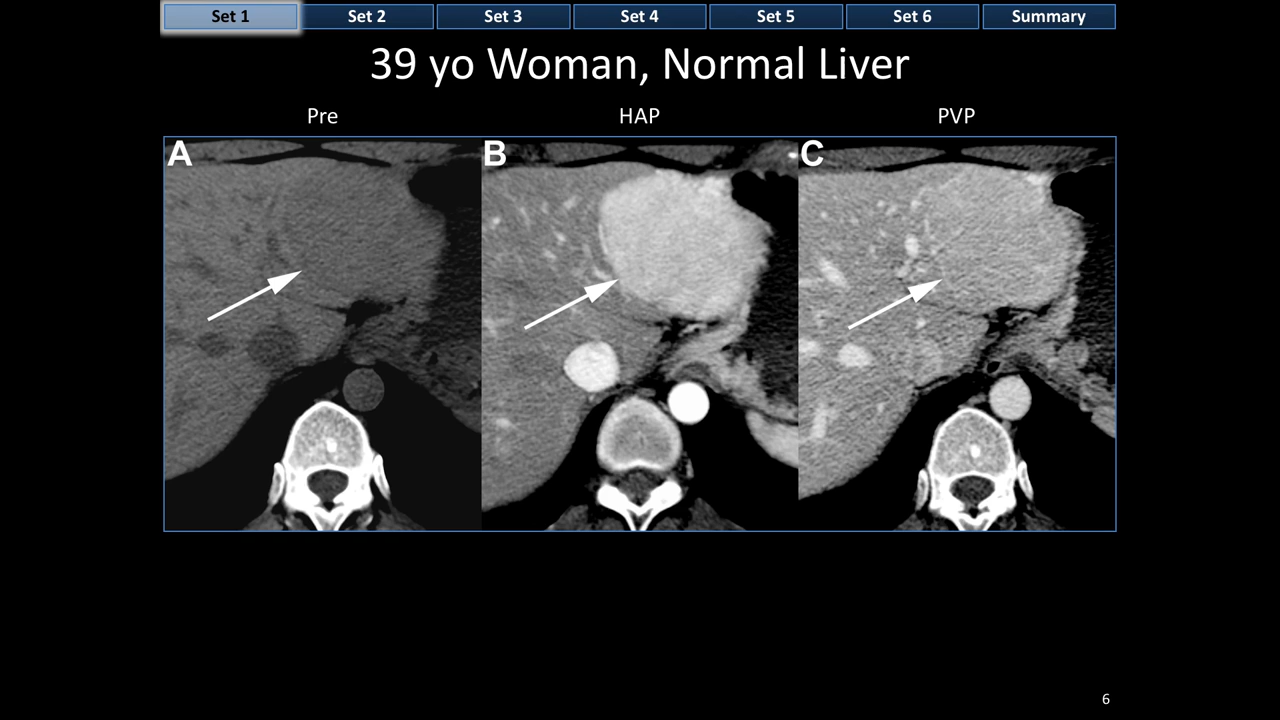 Set 1 Set 2 Set 3 Set 4 Set 5 Set 6 Summary
39 yo Woman, Normal Liver
Pre HAP PVP
A B C
6